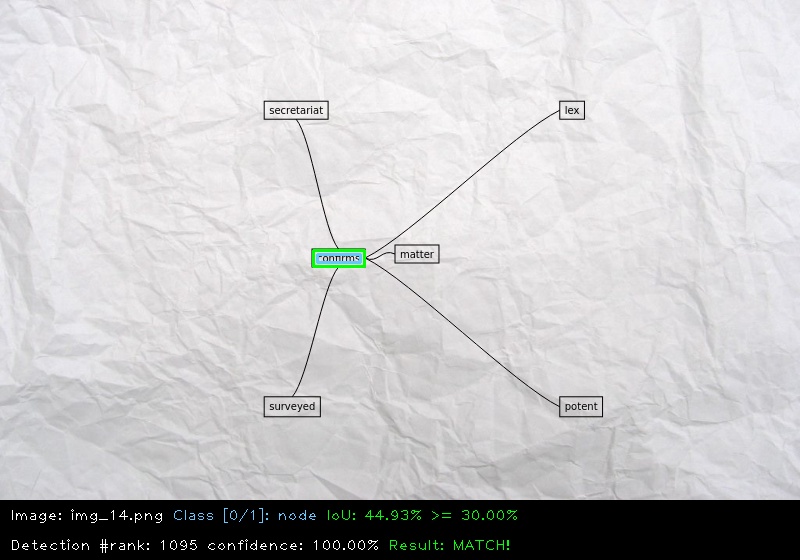 secretariat
lex
confirms
matter
surveyed
potent
Image: img_14.png Class [0/1]: node IoU: 44.93% >= 30.00%
Detection #rank: 1095 confidence: 100.00% Result: MATCH!